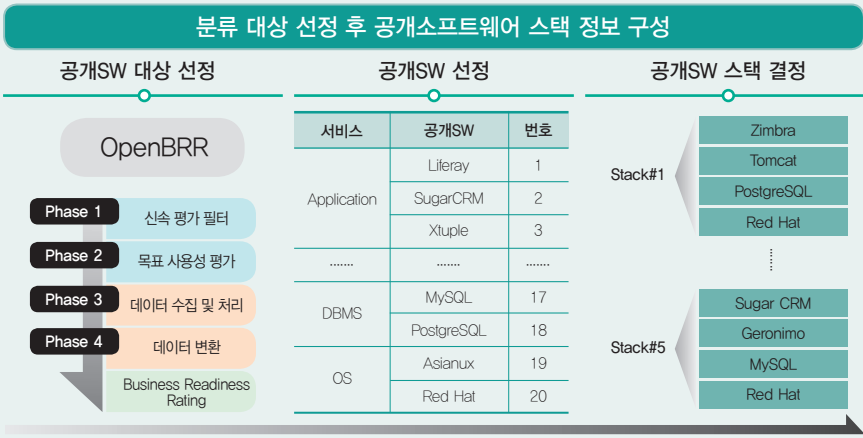 분류 대상 선정 후 공개소프트웨어 스택 정보 구성
공개SW 대상 선정
OpenBRR
Phase 1
신속 평가 필터
Phase 2
목표 사용성 평가
Phase 3
데이터 수집 및 처리
Phase 4
데이터 변환
Business Readiness
Rating
공개SW 선정
서비스 공개SW 번호
Application
Liferay 1
SugarCRM 2
Xtuple 3
....... ....... .......
DBMS
MySQL 17
PostgreSQL 18
OS
Asianux 19
Red Hat 20
공개SW 스택 결정
Stack#1
Zimbra
Tomcat
PostgreSQL
Red Hat
Stack#5
Sugar CRM
Geronimo
MySQL
Red Hat